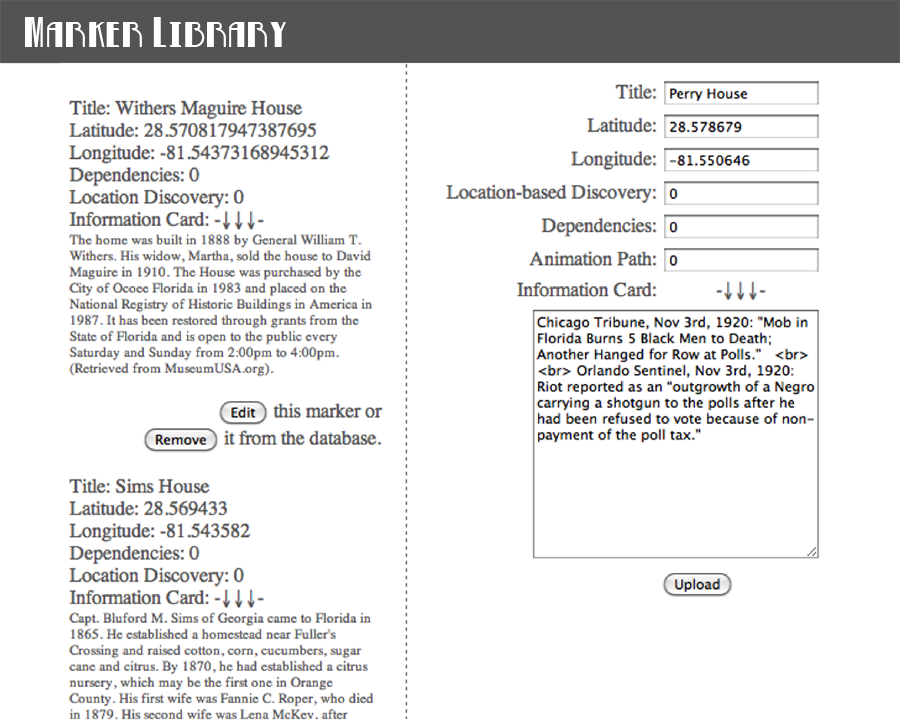 Marker Library
Title: Withers Maguire House
Latitude: 28.570817947387695
Longitude: -81.54373168945312
Dependencies: 0
Location Discovery: 0
Information Card: -↓↓↓-
The home was built in 1888 by General William T.
Withers. His widow, Martha, sold the house to David
Maguire in 1910. The House was purchased by the
City of Ocoee Florida in 1983 and placed on the
National Registry of Historic Buildings in America in
1987. It has been restored through grants from the
State of Florida and is open to the public every
Saturday and Sunday from 2:00pm to 4:00pm.
(Retrieved from MuseumUSA.org).
Edit this marker or
Remove it from the database.
Title: Sims House
Latitude: 28.569433
Longitude: -81.543582
Dependencies: 0
Location Discovery: 0
Information Card: -↓↓↓-
Capt. Bluford M. Sims of Georgia came to Florida in
1865. He established a homestead near Fuller's
Crossing and raised cotton, corn, cucumbers, sugar
cane and citrus. By 1870, he had established a citrus
nursery, which may be the first one in Orange
County. His first wife was Fannie C. Roper, who died
in 1879. His second wife was Lena McKey, after
Title: Perry House
Latitude: 28.578679
Longitude: -81.550646
Location-based Discovery: 0
Dependencies: 0
Animation Path: 0
Information Card: -↓↓↓-
Chicago Tribune, Nov 3rd, 1920: "Mob in
Florida Burns 5 Black Men to Death;
Another Hanged for Row at Polls." <br>
<br> Orlando Sentinel, Nov 3rd, 1920:
Riot reported as an "outgrowth of a Negro
carrying a shotgun to the polls after he
had been refused to vote because of non-
payment of the poll tax."
Upload